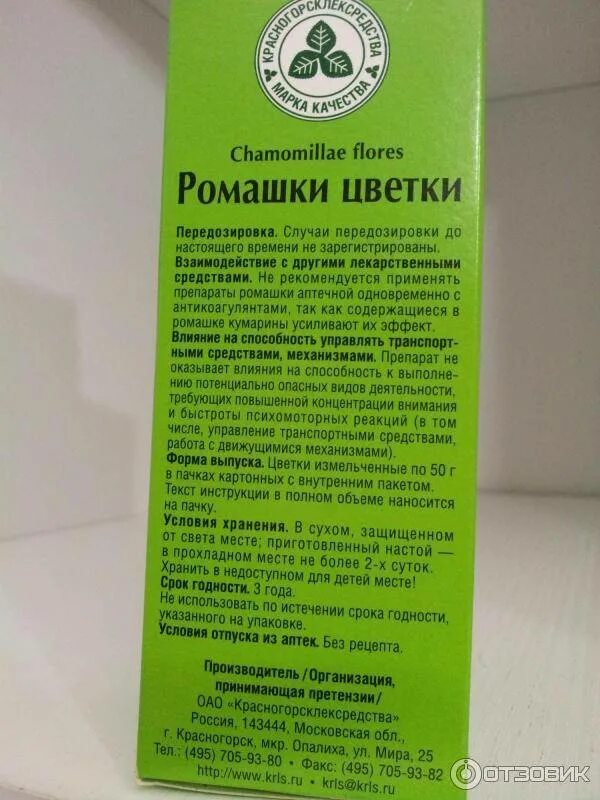 КРАСНОГОРСКЛЕКСРЕДСТВА
МАРКА КАЧЕСТВА
Chamomillae flores
Ромашки цветки
Передозировка. Случаи передозировки до
настоящего времени не зарегистрированы.
Взаимодействие с другими лекарственными
средствами. Не рекомендуется применять
препараты ромашки аптечной одновременно с
антикоагулянтами, так как содержащиеся в
ромашке кумарины усиливают их эффект.
Влияние на способность управлять транспорт-
ными средствами, механизмами. Препарат не
оказывает влияния на способность к выполне-
нию потенциально опасных видов деятельности,
требующих повышенной концентрации внимания
и быстроты психомоторных реакций (в том
числе, управление транспортными средствами,
работа с движущимися механизмами).
Форма выпуска. Цветки измельченные по 50 г
в пачках картонных с внутренним пакетом.
Текст инструкции в полном объеме наносится
на пачку.
Условия хранения. В сухом, защищенном
от света месте; приготовленный настой —
в прохладном месте не более 2-х суток.
Хранить в недоступном для детей месте!
Срок годности. 3 года.
Не использовать по истечении срока годности,
указанного на упаковке.
Условия отпуска из аптек. Без рецепта.
Производитель/Организация,
принимающая претензии/
ОАО «Красногорсклексредства»
Россия, 143444, Московская обл.,
г. Красногорск, мкр. Опалиха, ул. Мира, 25
Тел.: (495) 705-93-80 • Факс: (495) 705-93-82
http://www.krls.ru • krls@krls.ru
ОТЗОВИК